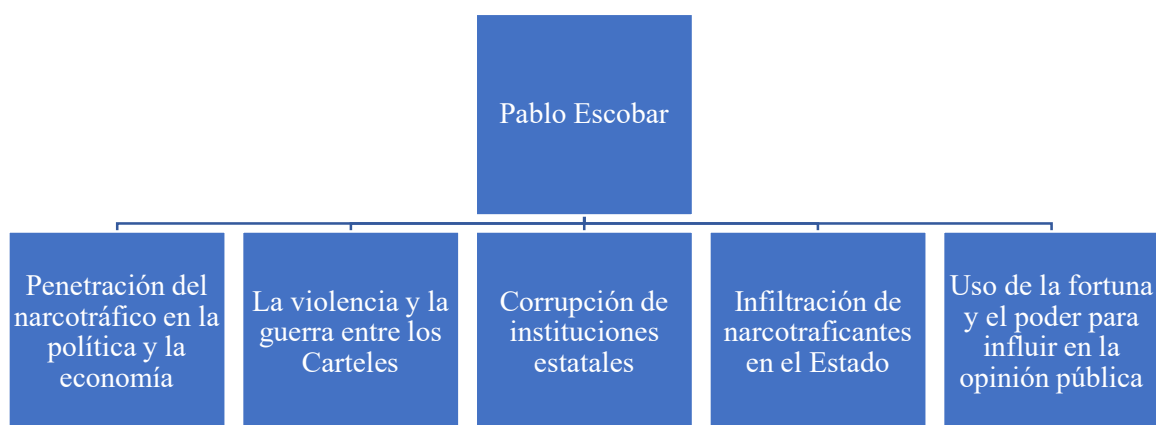 Pablo Escobar
Penetración del
narcotráfico en la
política y la
economía
La violencia y la
guerra entre los
Carteles
Corrupción de
instituciones
estatales
Infiltración de
narcotraficantes
en el Estado
Uso de la fortuna
y el poder para
influir en la
opinión pública